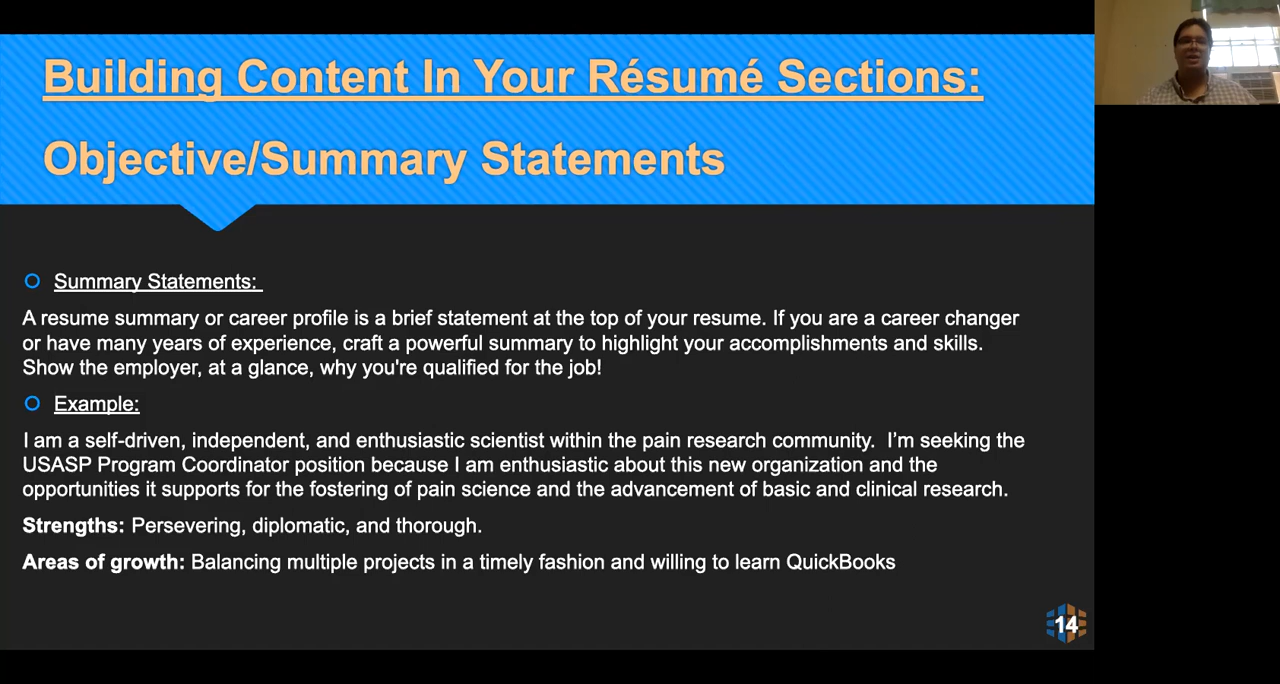 Building Content In Your Résumé Sections:
Objective/Summary Statements
Summary Statements:
A resume summary or career profile is a brief statement at the top of your resume. If you are a career changer
or have many years of experience, craft a powerful summary to highlight your accomplishments and skills.
Show the employer, at a glance, why you're qualified for the job!
Example:
I am a self-driven, independent, and enthusiastic scientist within the pain research community.  I’m seeking the
USASP Program Coordinator position because I am enthusiastic about this new organization and the
opportunities it supports for the fostering of pain science and the advancement of basic and clinical research.
Strengths: Persevering, diplomatic, and thorough.
Areas of growth: Balancing multiple projects in a timely fashion and willing to learn QuickBooks
14